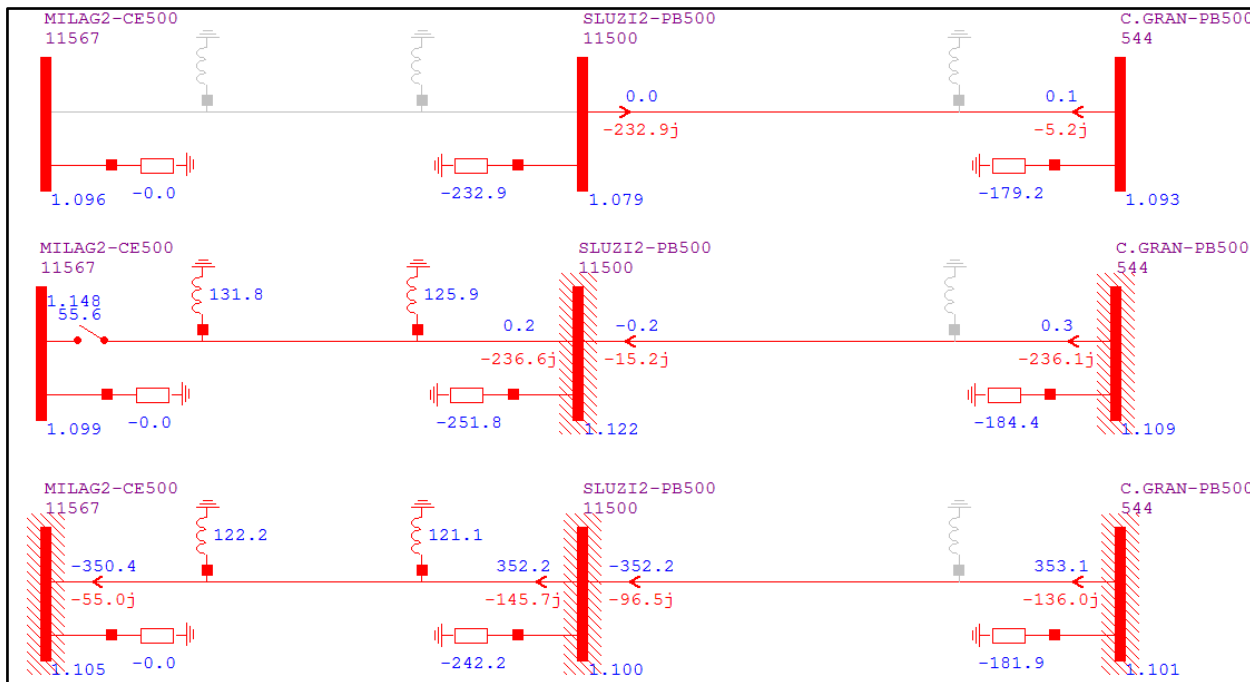 MILAG2-CE500 SLUZI2-PB500 C.GRAN-PB500
11567 11500 544
0.0 0.1
-232.9j -5.2j
-0.0 -232.9 -179.2
1.096 1.079 1.093
MILAG2-CE500 SLUZI2-PB500 C.GRAN-PB500
11567 11500 544
1.148 131.8 125.9
55.6 0.2 -0.2 0.3
-236.6j -15.2j -236.1j
-0.0 -251.8 -184.4
1.099 1.122 1.109
MILAG2-CE500 SLUZI2-PB500 C.GRAN-PB500
11567 11500 544
122.2 121.1
-350.4 352.2 -352.2 353.1
-55.0j -145.7j -96.5j -136.0j
-0.0 -242.2 -181.9
1.105 1.100 1.101